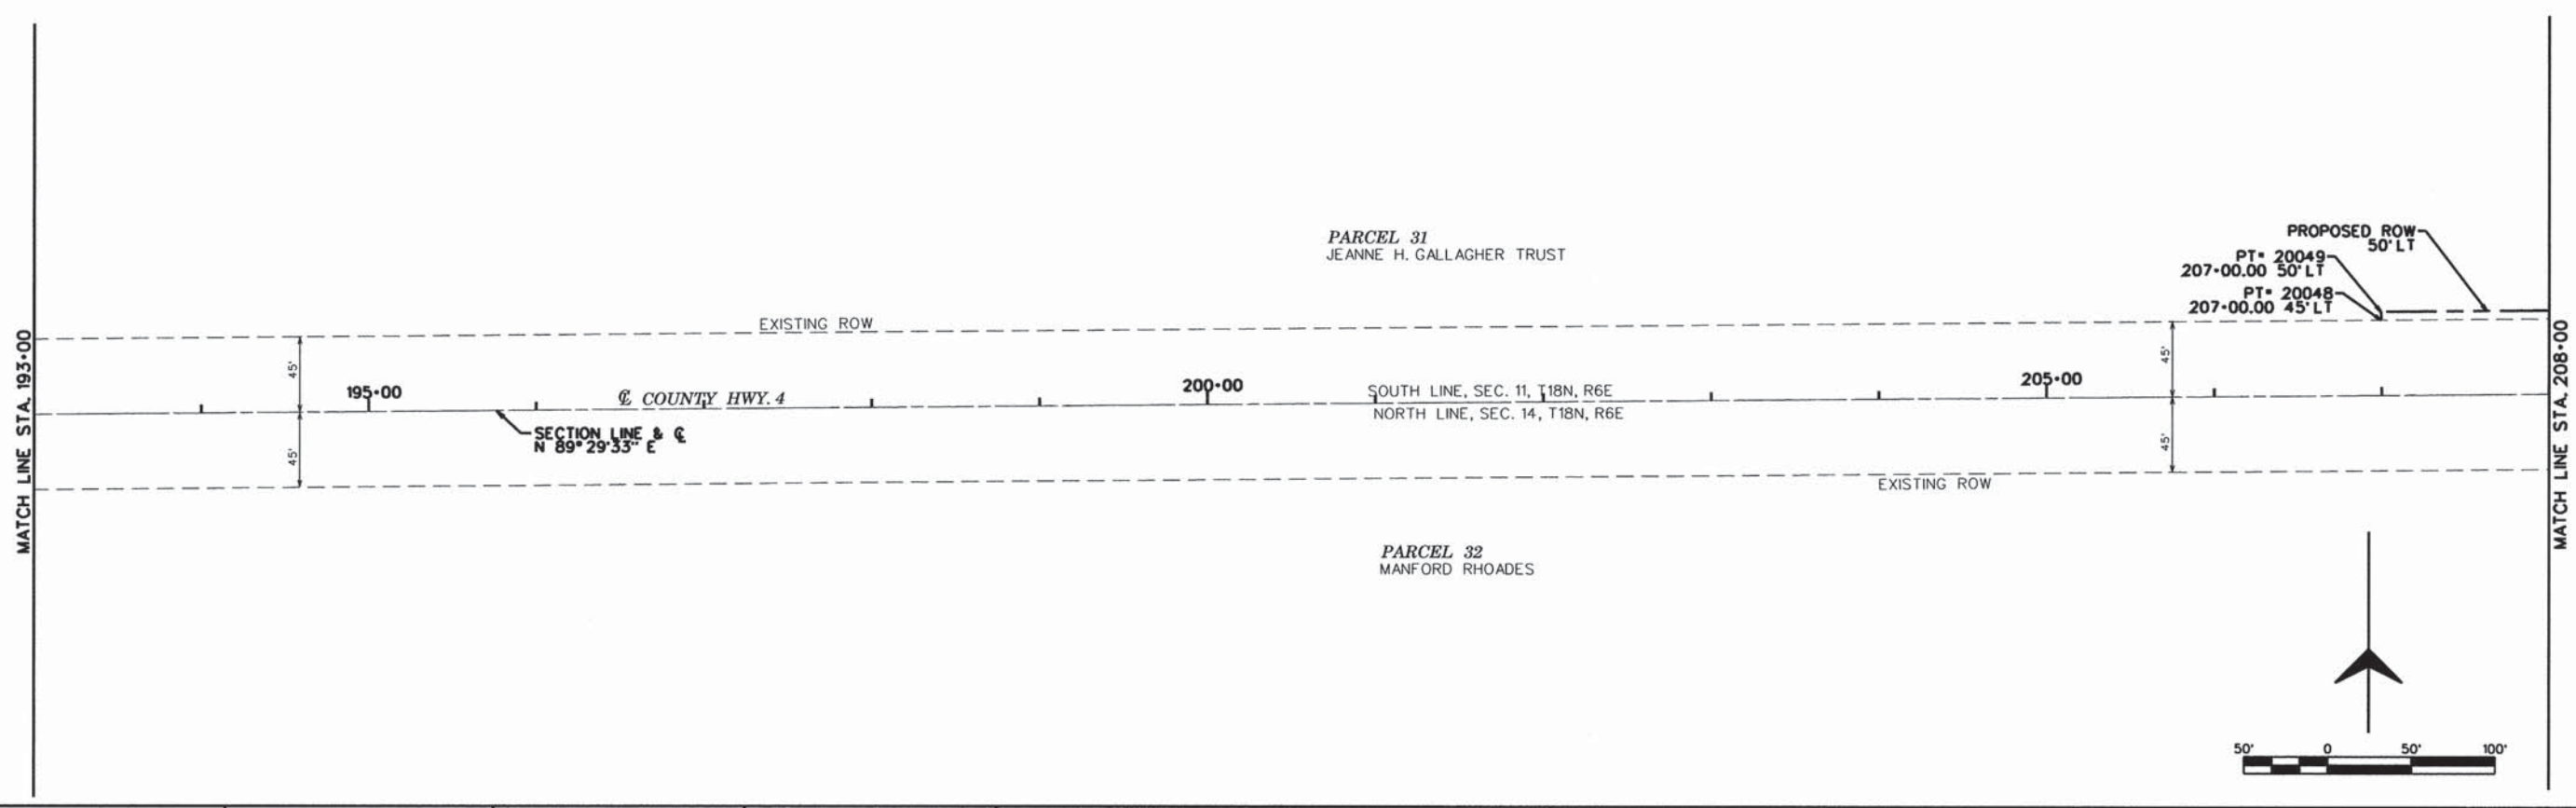 MATCH LINE STA. 193+00
PARCEL 31
JEANNE H. GALLAGHER TRUST
PROPOSED ROW
50' LT
PT# 20049
207+00.00 50' LT
PT# 20048
207+00.00 45' LT
EXISTING ROW
45'
45'
195+00
℄ COUNTY HWY. 4
200+00
SOUTH LINE, SEC. 11, T18N, R6E
NORTH LINE, SEC. 14, T18N, R6E
205+00
SECTION LINE & ℄
N 89° 29'33" E
45'
45'
EXISTING ROW
PARCEL 32
MANFORD RHOADES
MATCH LINE STA. 208+00
50' 0 50' 100'